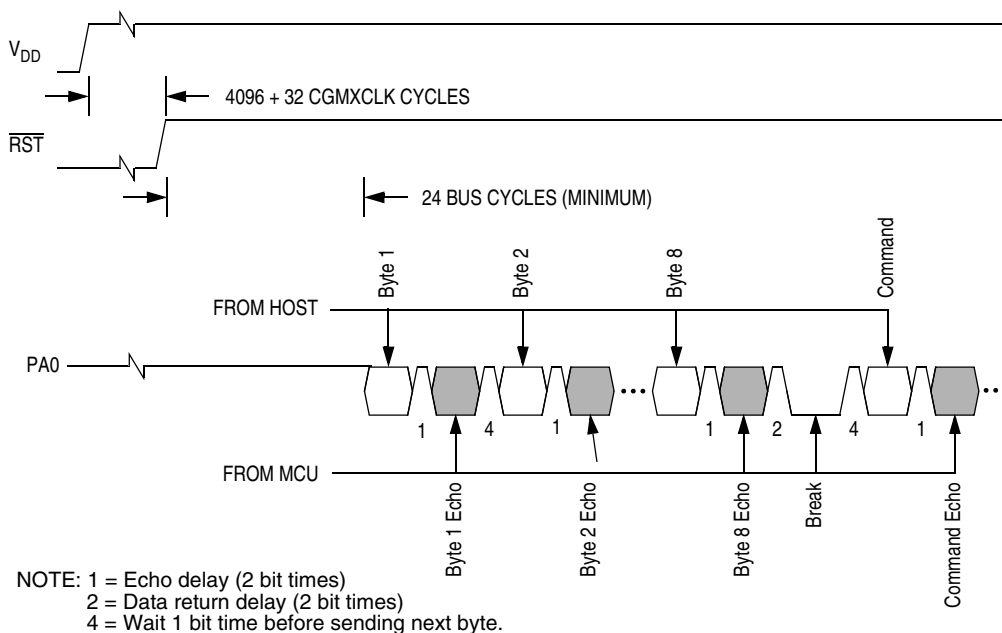 VDD
4096 + 32 CGMXCLK CYCLES
RST
24 BUS CYCLES (MINIMUM)
Byte 1
Byte 2
Byte 8
Command
FROM HOST
PA0
1
4
1
1
2
4
1
FROM MCU
Byte 1 Echo
Byte 2 Echo
Byte 8 Echo
Break
Command Echo
NOTE: 1 = Echo delay (2 bit times)
2 = Data return delay (2 bit times)
4 = Wait 1 bit time before sending next byte.